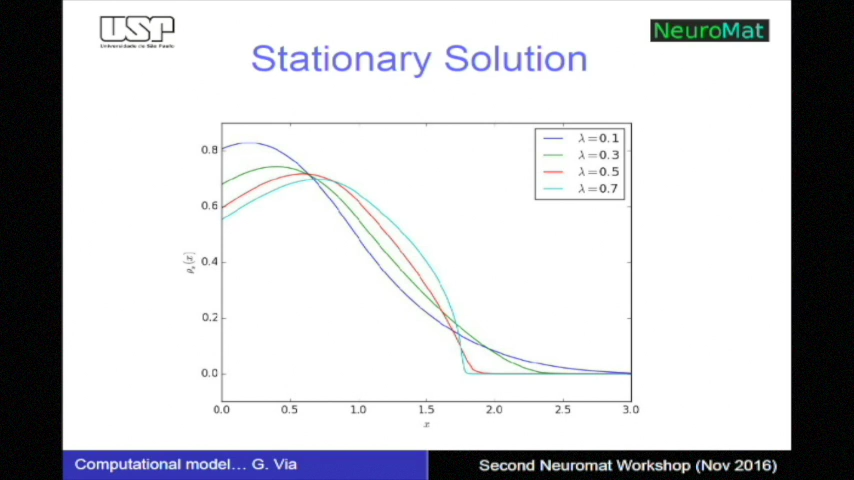 USP
Universidade de São Paulo
NeuroMat
Stationary Solution
λ=0.1
λ=0.3
λ=0.5
λ=0.7
0.8
0.6
0.4
0.2
0.0
ρₛ(x)
0.0 0.5 1.0 1.5 2.0 2.5 3.0
x
Computational model... G. Via
Second Neuromat Workshop (Nov 2016)